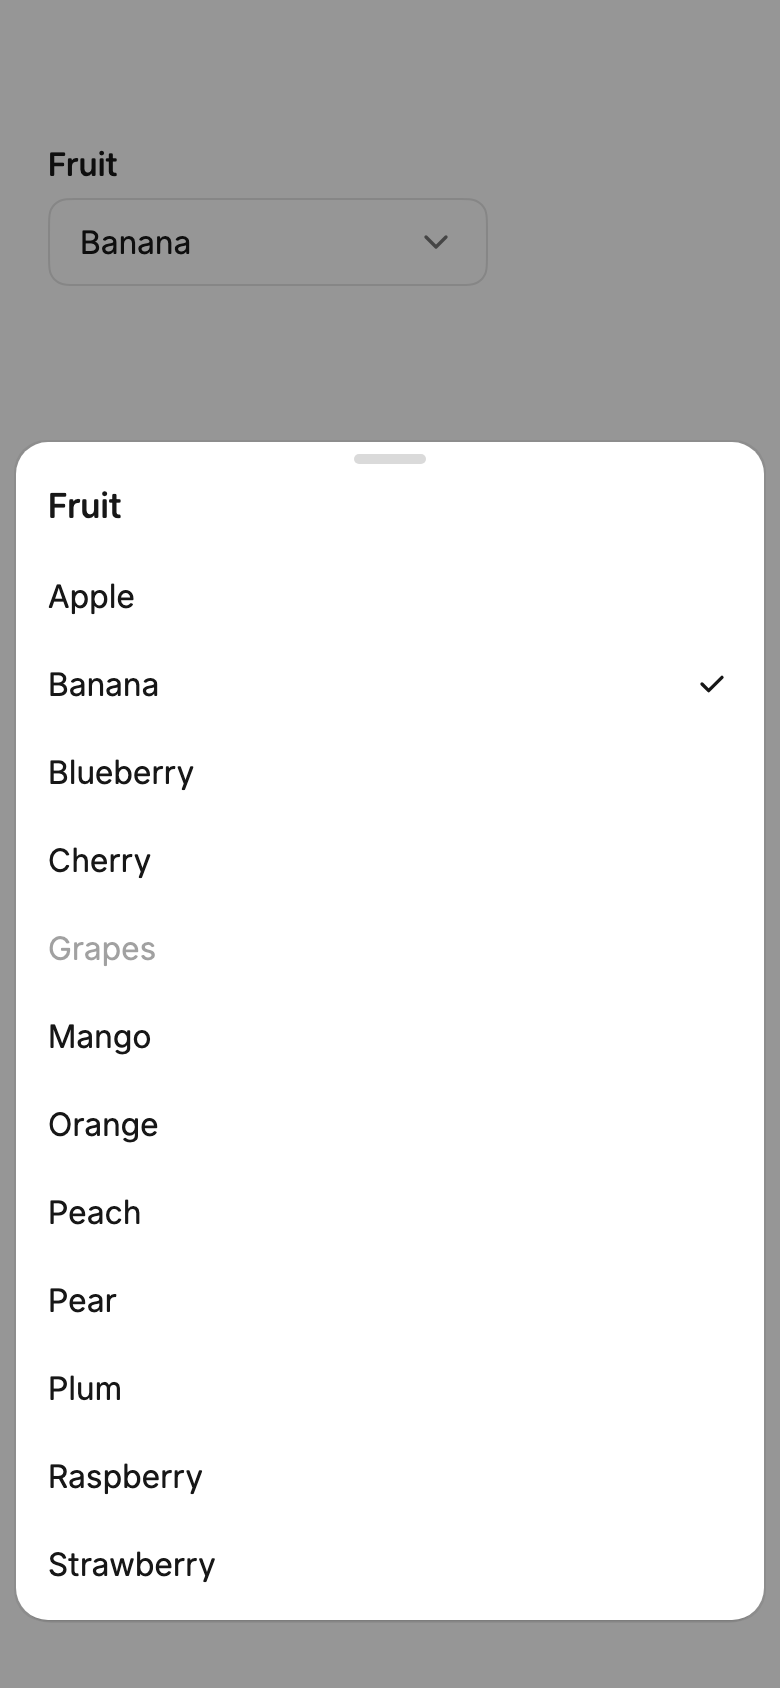 Fruit
Banana
Fruit
Apple
Banana
Blueberry
Cherry
Grapes
Mango
Orange
Peach
Pear
Plum
Raspberry
Strawberry